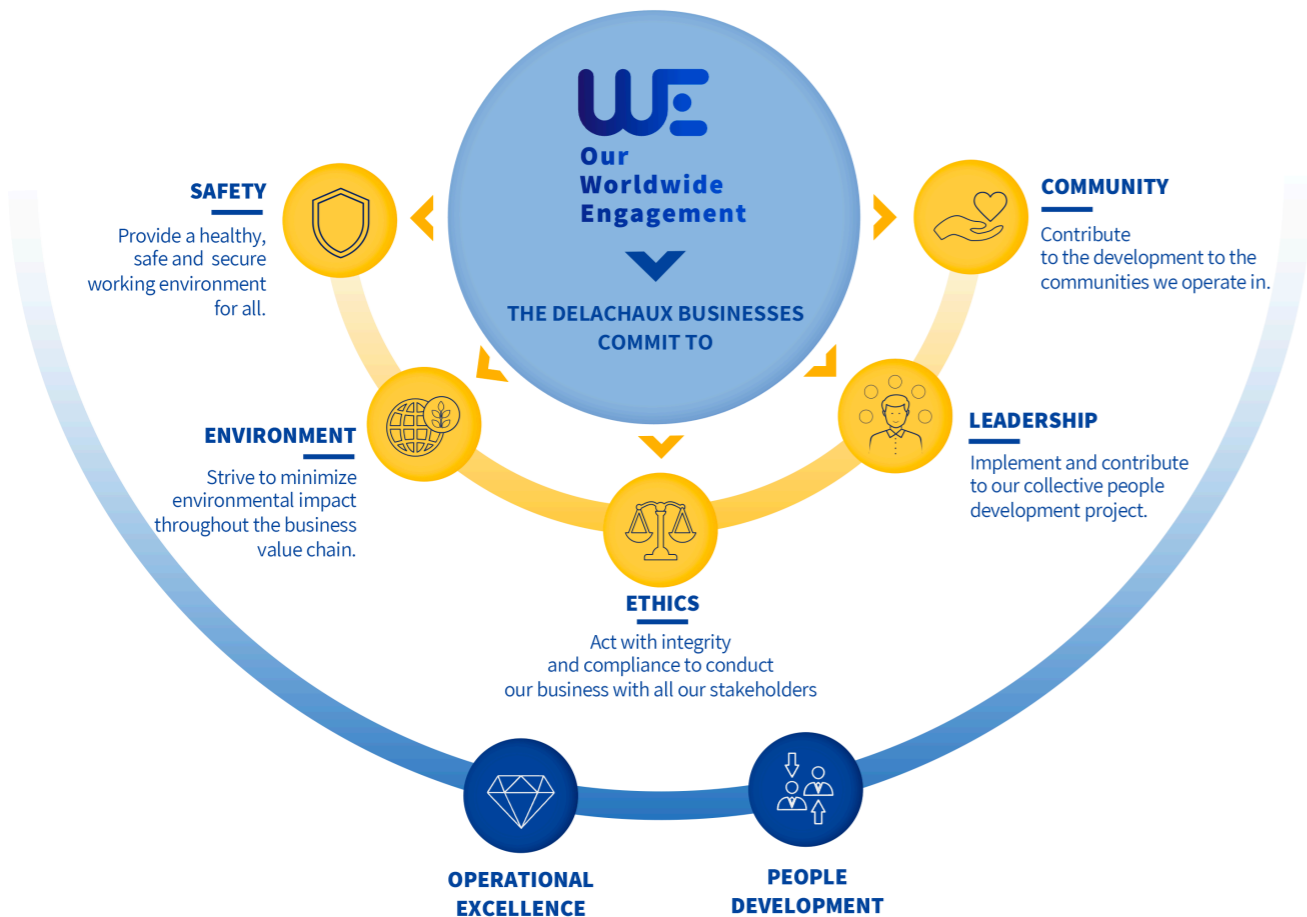 WE
Our
Worldwide
Engagement
THE DELACHAUX BUSINESSES
COMMIT TO
SAFETY
Provide a healthy,
safe and secure
working environment
for all.
ENVIRONMENT
Strive to minimize
environmental impact
throughout the business
value chain.
ETHICS
Act with integrity
and compliance to conduct
our business with all our stakeholders
LEADERSHIP
Implement and contribute
to our collective people
development project.
COMMUNITY
Contribute
to the development to the
communities we operate in.
OPERATIONAL
EXCELLENCE
PEOPLE
DEVELOPMENT